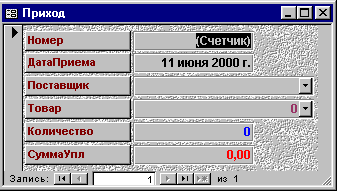 Приход
Номер (Счетчик)
ДатаПриема 11 июня 2000 г.
Поставщик
Товар 0
Количество 0
СуммаУпл 0,00
Запись: 1 из 1